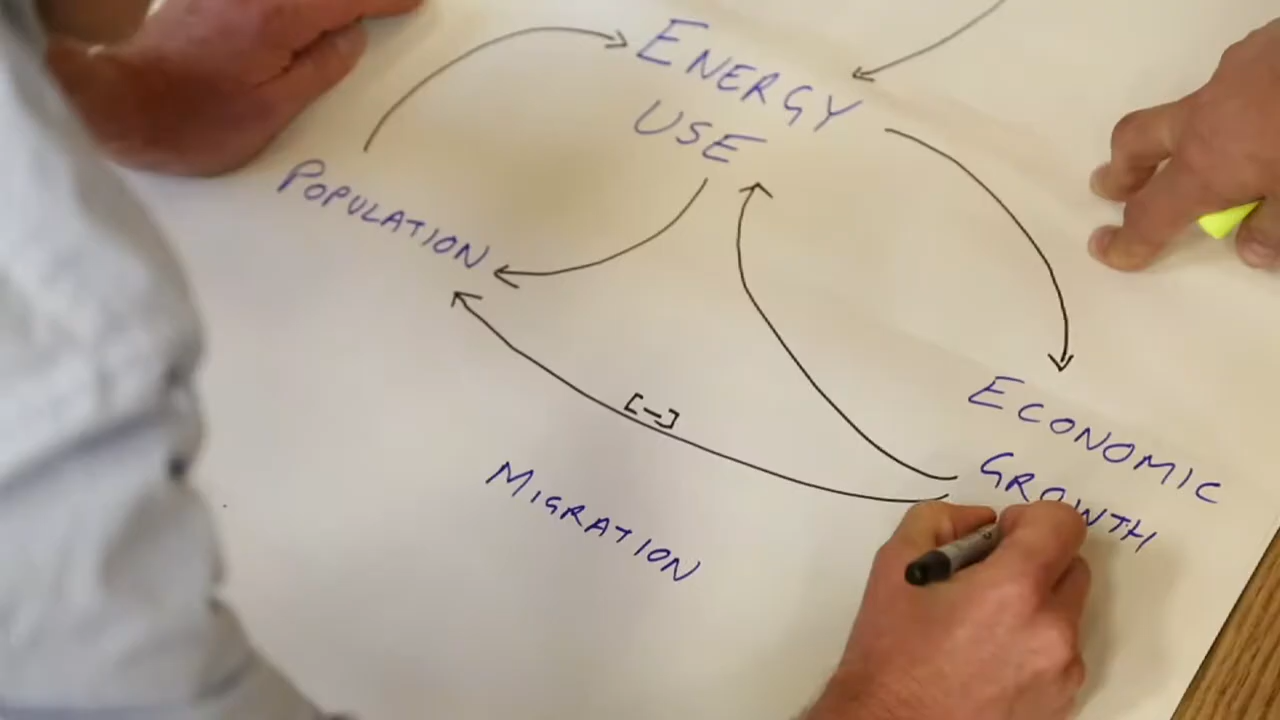 ENERGY
USE
POPULATION
ECONOMIC
GROWTH
[-]
MIGRATION